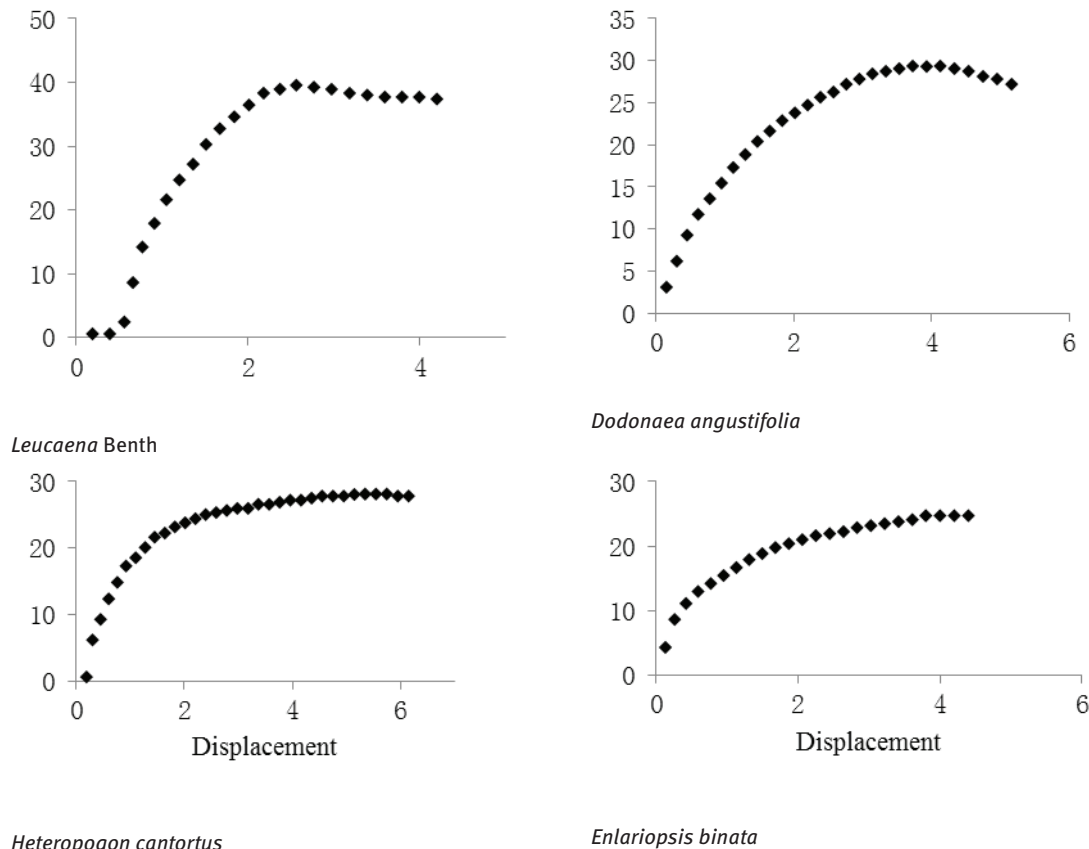 50
40
30
20
10
0
0 2 4
Leucaena Benth
35
30
25
20
15
10
5
0
0 2 4 6
Dodonaea angustifolia
30
20
10
0
0 2 4 6
Displacement
Heteropogon cantortus
30
20
10
0
0 2 4 6
Displacement
Enlariopsis binata